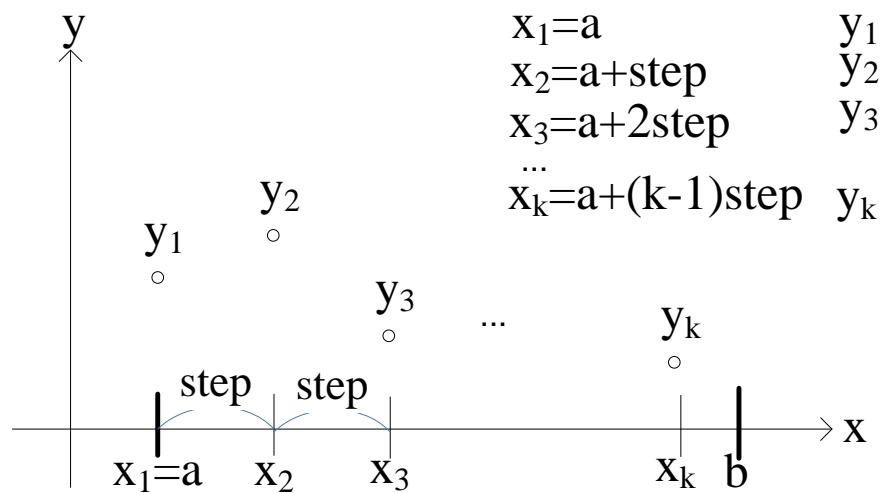 y
x₁=a y₁
x₂=a+step y₂
x₃=a+2step y₃
...
xₖ=a+(k-1)step yₖ
y₂
y₁
y₃
...
yₖ
step step
x
x₁=a x₂ x₃ xₖ b